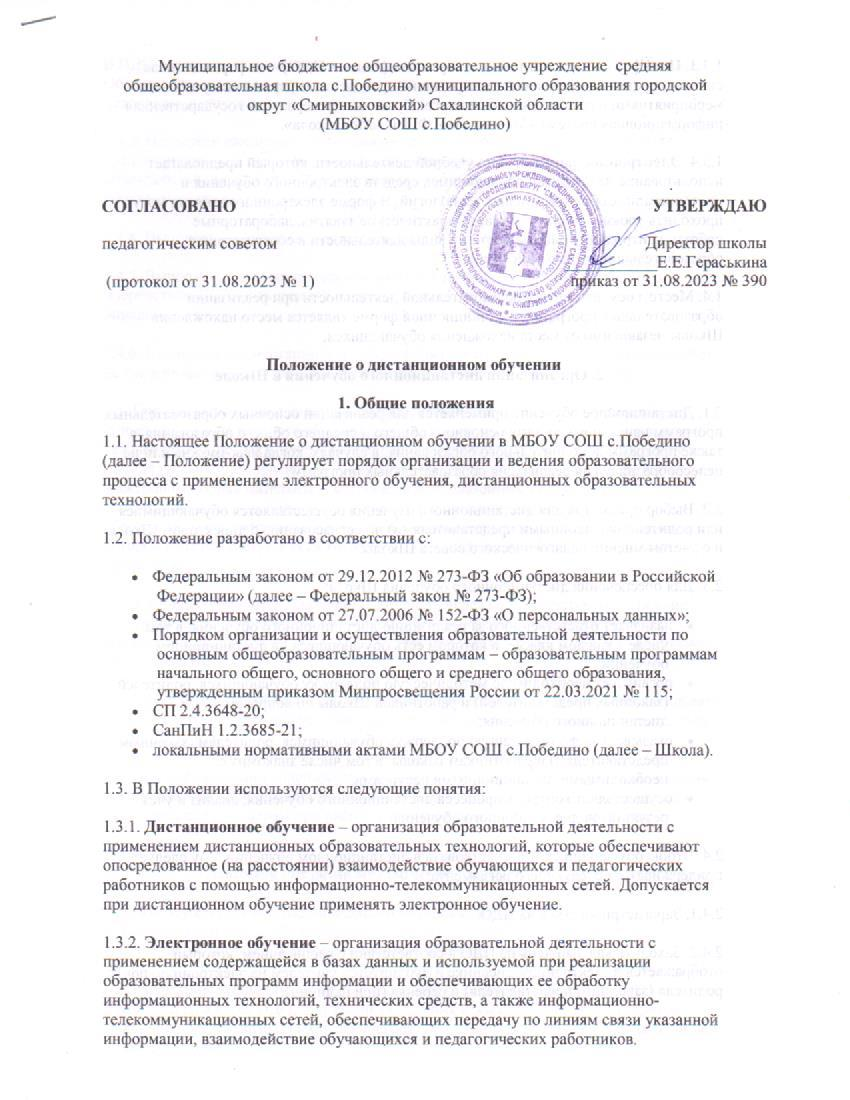 Муниципальное бюджетное общеобразовательное учреждение средняя
общеобразовательная школа с.Победино муниципального образования городской
округ «Смирныховский» Сахалинской области
(МБОУ СОШ с.Победино)
СОГЛАСОВАНО
УТВЕРЖДАЮ
педагогическим советом
Директор школы
Е.Е.Гераськина
(протокол от 31.08.2023 № 1)
приказ от 31.08.2023 № 390
Положение о дистанционном обучении
1. Общие положения
1.1. Настоящее Положение о дистанционном обучении в МБОУ СОШ с.Победино
(далее – Положение) регулирует порядок организации и ведения образовательного
процесса с применением электронного обучения, дистанционных образовательных
технологий.
1.2. Положение разработано в соответствии с:
• Федеральным законом от 29.12.2012 № 273-ФЗ «Об образовании в Российской
Федерации» (далее – Федеральный закон № 273-ФЗ);
• Федеральным законом от 27.07.2006 № 152-ФЗ «О персональных данных»;
• Порядком организации и осуществления образовательной деятельности по
основным общеобразовательным программам – образовательным программам
начального общего, основного общего и среднего общего образования,
утвержденным приказом Минпросвещения России от 22.03.2021 № 115;
• СП 2.4.3648-20;
• СанПиН 1.2.3685-21;
• локальными нормативными актами МБОУ СОШ с.Победино (далее – Школа).
1.3. В Положении используются следующие понятия:
1.3.1. Дистанционное обучение – организация образовательной деятельности с
применением дистанционных образовательных технологий, которые обеспечивают
опосредованное (на расстоянии) взаимодействие обучающихся и педагогических
работников с помощью информационно-телекоммуникационных сетей. Допускается
при дистанционном обучение применять электронное обучение.
1.3.2. Электронное обучение – организация образовательной деятельности с
применением содержащейся в базах данных и используемой при реализации
образовательных программ информации и обеспечивающих ее обработку
информационных технологий, технических средств, а также информационно-
телекоммуникационных сетей, обеспечивающих передачу по линиям связи указанной
информации, взаимодействие обучающихся и педагогических работников.